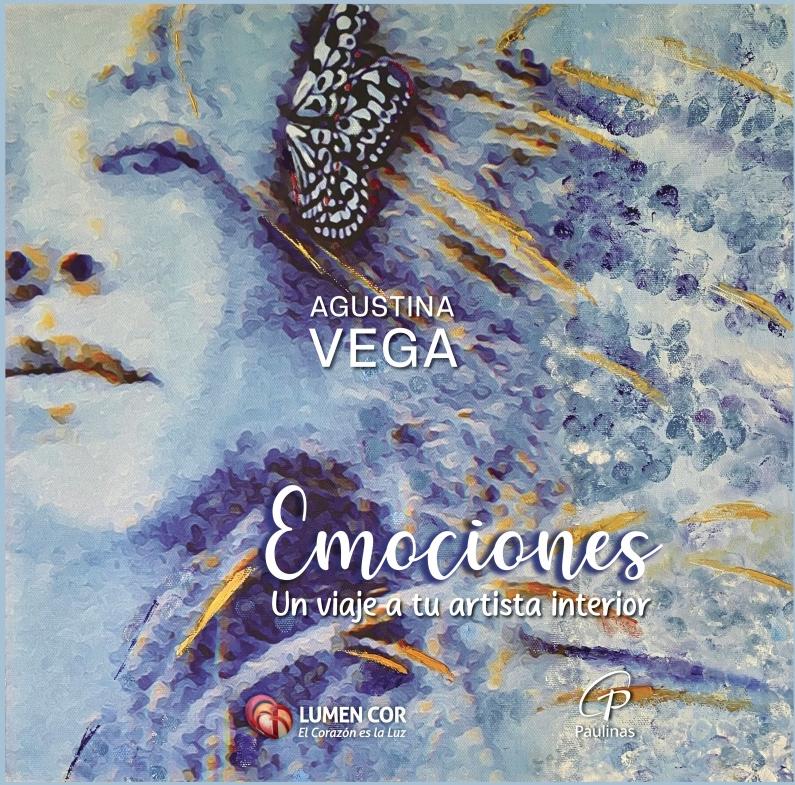 AGUSTINA
VEGA
Emociones
Un viaje a tu artista interior
LUMEN COR
El Corazón es la Luz
Paulinas